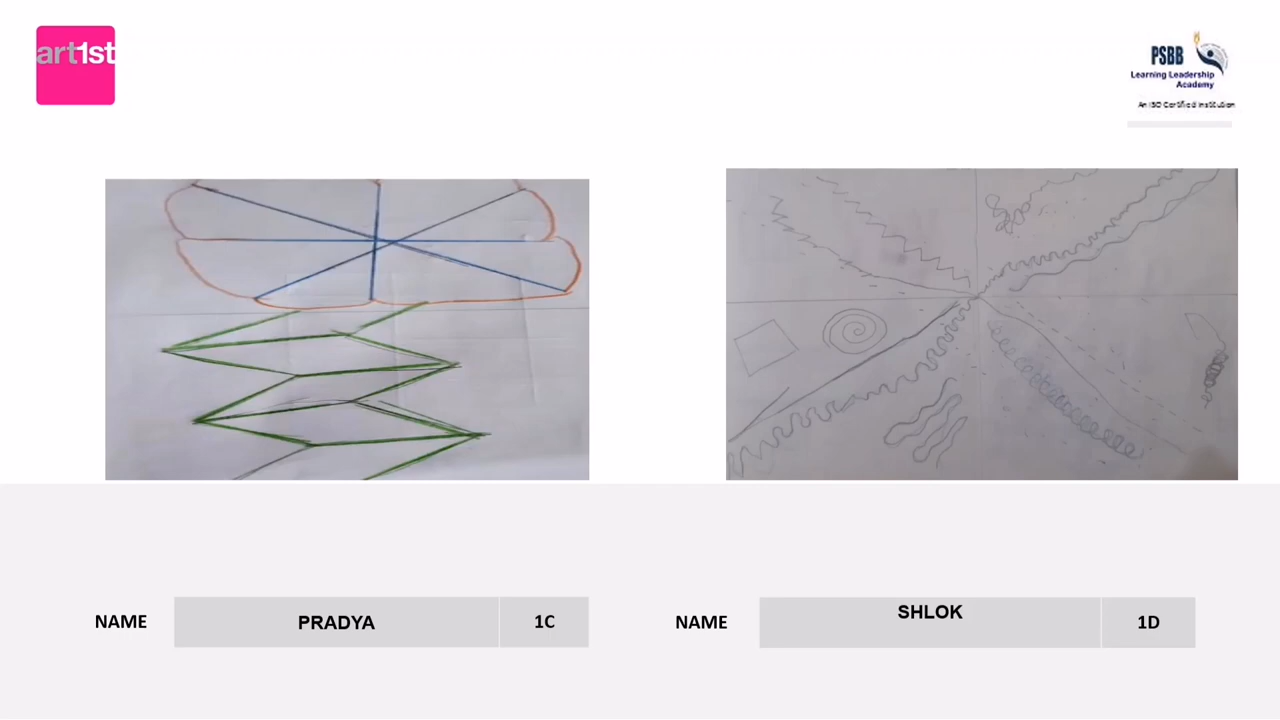 art1st
PSBB
Learning Leadership
Academy
An ISO Certified Institution
NAME
PRADYA
1C
NAME
SHLOK
1D